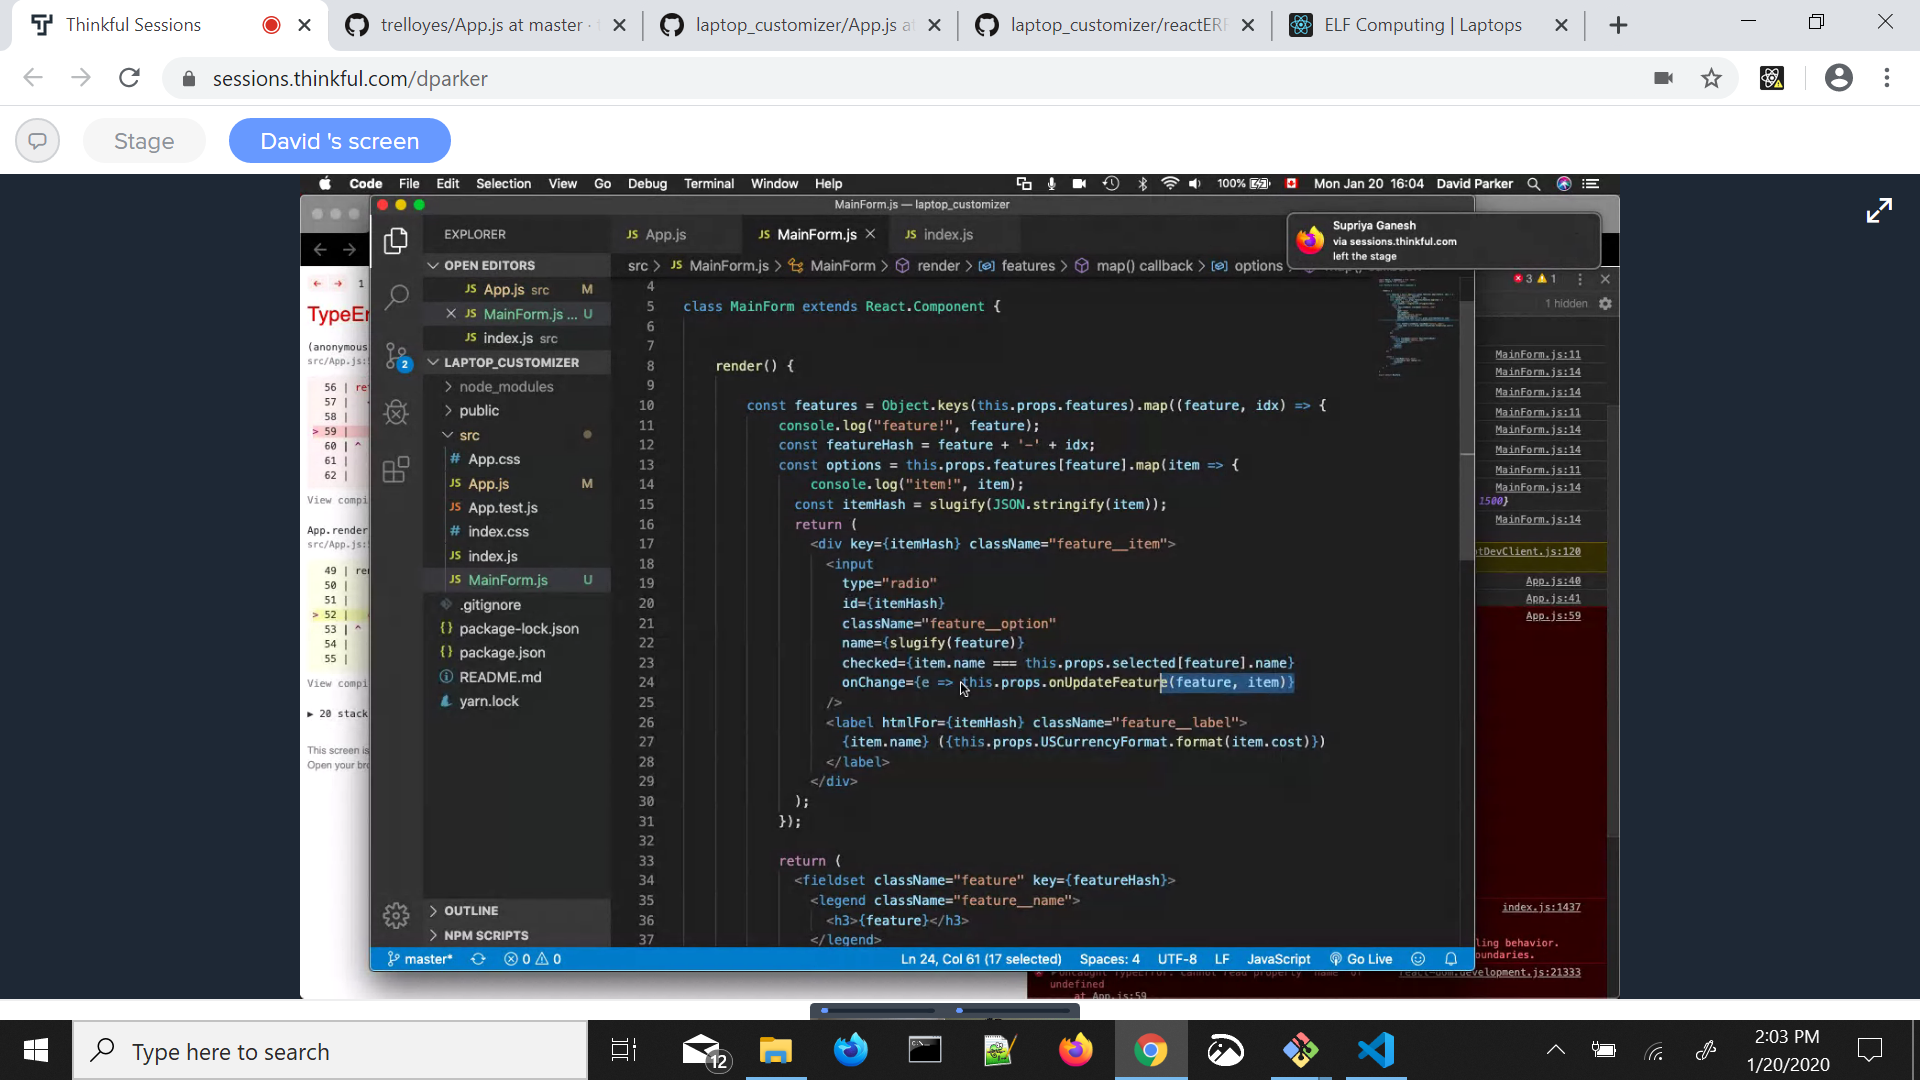 Thinkful Sessions
trelloyes/App.js at master ·
laptop_customizer/App.js at
laptop_customizer/reactERF
ELF Computing | Laptops
sessions.thinkful.com/dparker
Stage
David 's screen
Code File Edit Selection View Go Debug Terminal Window Help
100%
Mon Jan 20 16:04 David Parker
MainForm.js — laptop_customizer
Supriya Ganesh
via sessions.thinkful.com
left the stage
EXPLORER
JS App.js
JS MainForm.js
JS index.js
src > JS MainForm.js > MainForm > render > features > map() callback > options
OPEN EDITORS
JS App.js src M
JS MainForm.js ... U
JS index.js src
LAPTOP_CUSTOMIZER
node_modules
public
src
# App.css
JS App.js M
JS App.test.js
# index.css
JS index.js
JS MainForm.js U
.gitignore
{} package-lock.json
{} package.json
README.md
yarn.lock
OUTLINE
NPM SCRIPTS
2
4
5 class MainForm extends React.Component {
6
7
8 render() {
9
10 const features = Object.keys(this.props.features).map((feature, idx) => {
11 console.log("feature!", feature);
12 const featureHash = feature + '-' + idx;
13 const options = this.props.features[feature].map(item => {
14 console.log("item!", item);
15 const itemHash = slugify(JSON.stringify(item));
16 return (
17 <div key={itemHash} className="feature__item">
18 <input
19 type="radio"
20 id={itemHash}
21 className="feature__option"
22 name={slugify(feature)}
23 checked={item.name === this.props.selected[feature].name}
24 onChange={e => this.props.onUpdateFeature(feature, item)}
25 />
26 <label htmlFor={itemHash} className="feature__label">
27 {item.name} ({this.props.USCurrencyFormat.format(item.cost)})
28 </label>
29 </div>
30 );
31 });
32
33 return (
34 <fieldset className="feature" key={featureHash}>
35 <legend className="feature__name">
36 <h3>{feature}</h3>
37 </legend>
master* 0 0
Ln 24, Col 61 (17 selected) Spaces: 4 UTF-8 LF JavaScript Go Live
1
TypeEr
(anonymous
src/App.js:5
56 | ret
57 |
58 |
> 59 |
60 | ^
61 |
62 |
View compi
App.render
src/App.js:5
49 | ren
50 |
51 |
> 52 |
53 | ^
54 |
55 |
View compi
▶ 20 stack
This screen is
Open your bro
3 1
1 hidden
MainForm.js:11
MainForm.js:14
MainForm.js:14
MainForm.js:11
MainForm.js:14
MainForm.js:14
MainForm.js:11
MainForm.js:14
1500}
MainForm.js:14
tDevClient.js:120
App.js:40
App.js:41
App.js:59
index.js:1437
ling behavior.
oundaries.
Uncaught TypeError: Cannot read property 'name' of react-dom.development.js:21333
undefined
at App.js:59
Type here to search
12
2:03 PM
1/20/2020